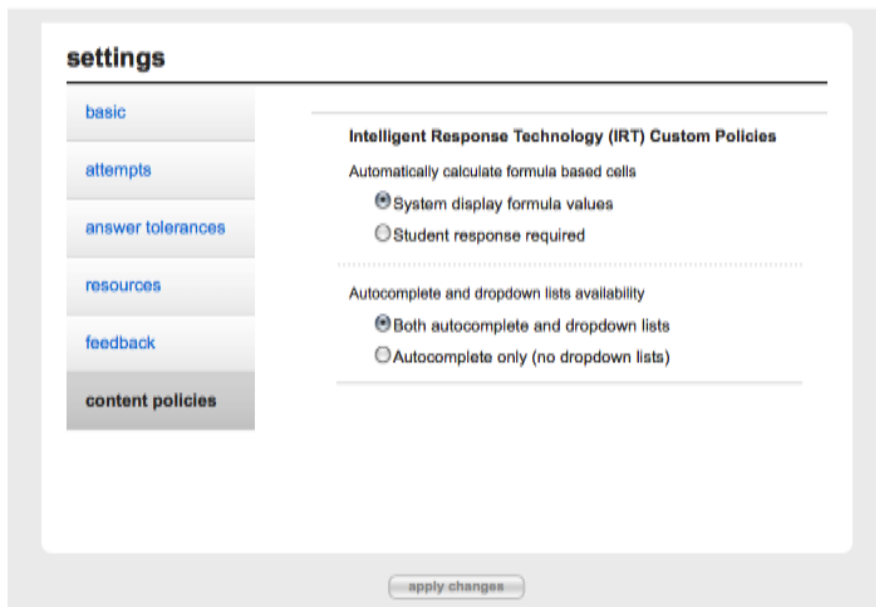 settings
basic
attempts
answer tolerances
resources
feedback
content policies
Intelligent Response Technology (IRT) Custom Policies
Automatically calculate formula based cells
System display formula values
Student response required
Autocomplete and dropdown lists availability
Both autocomplete and dropdown lists
Autocomplete only (no dropdown lists)
apply changes